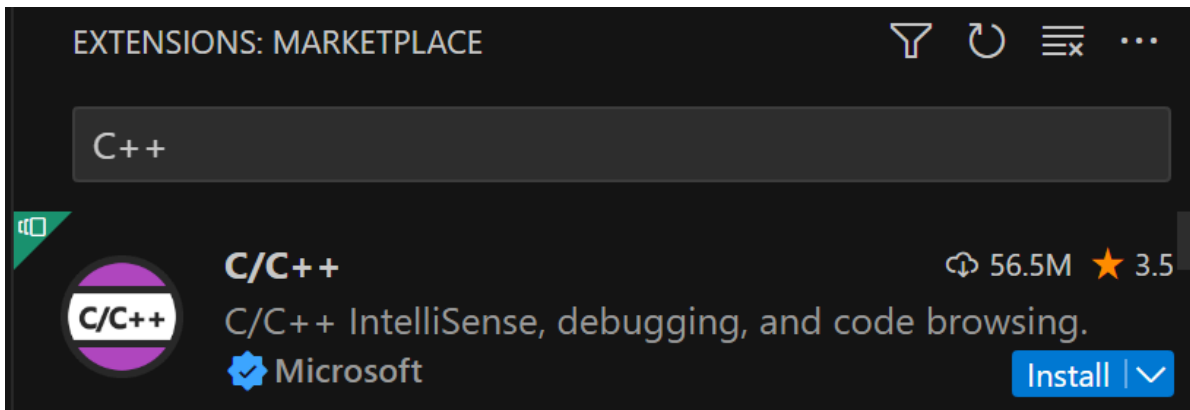 EXTENSIONS: MARKETPLACE
C++
C/C++ 56.5M 3.5
C/C++
C/C++ IntelliSense, debugging, and code browsing.
Microsoft
Install